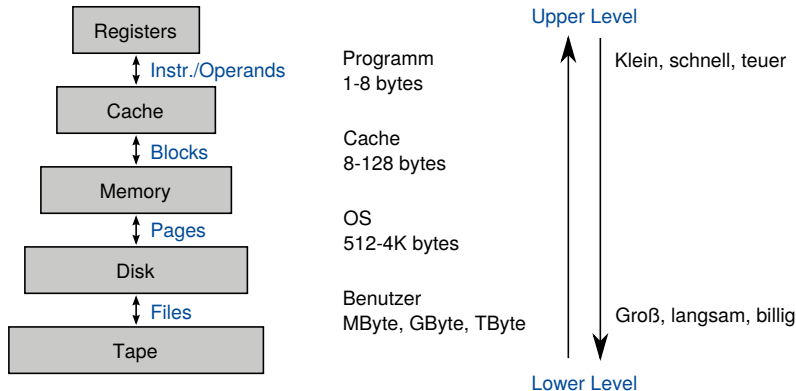 Registers
Instr./Operands
Cache
Blocks
Memory
Pages
Disk
Files
Tape
Programm
1-8 bytes
Cache
8-128 bytes
OS
512-4K bytes
Benutzer
MByte, GByte, TByte
Upper Level
Klein, schnell, teuer
Groß, langsam, billig
Lower Level